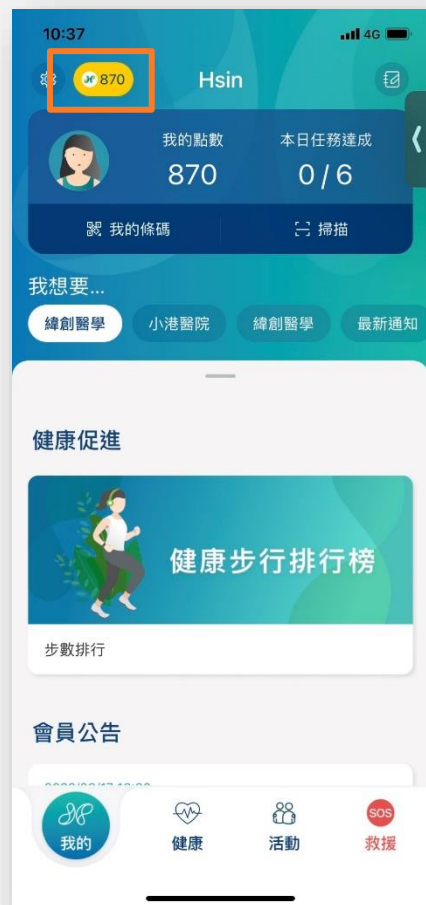 10:37
4G
870
Hsin
我的點數
本日任務達成
870
0 / 6
我的條碼
掃描
我想要...
緯創醫學
小港醫院
緯創醫學
最新通知
健康促進
健康步行排行榜
步數排行
會員公告
我的
健康
活動
SOS
救援